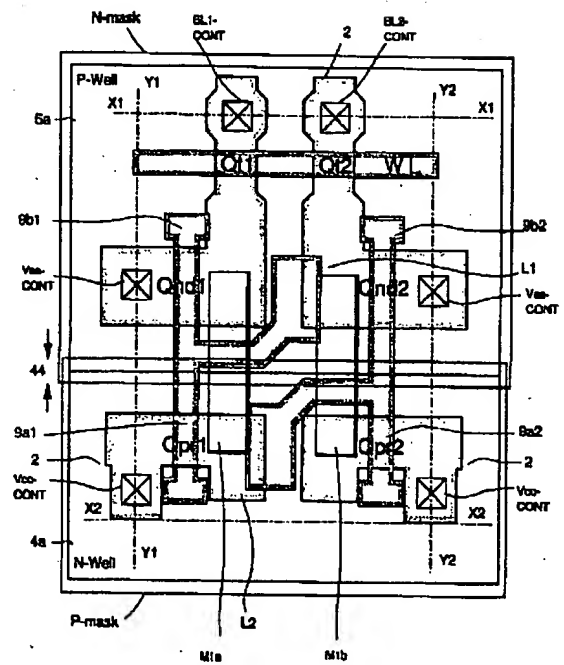 N-mask
BL1-
CONT
2
BL2-
CONT
P-Well
Y1
Y2
X1
X1
5a
Qt1
Qt2
WL
9b1
9b2
L1
Vss-
CONT
Qnd1
Qnd2
Vss-
CONT
44
9a1
Qpr1
Qpr2
9a2
2
2
Vcc-
CONT
Vcc-
CONT
X2
X2
4a
N-Well
Y1
Y2
P-mask
L2
M1a
M1b